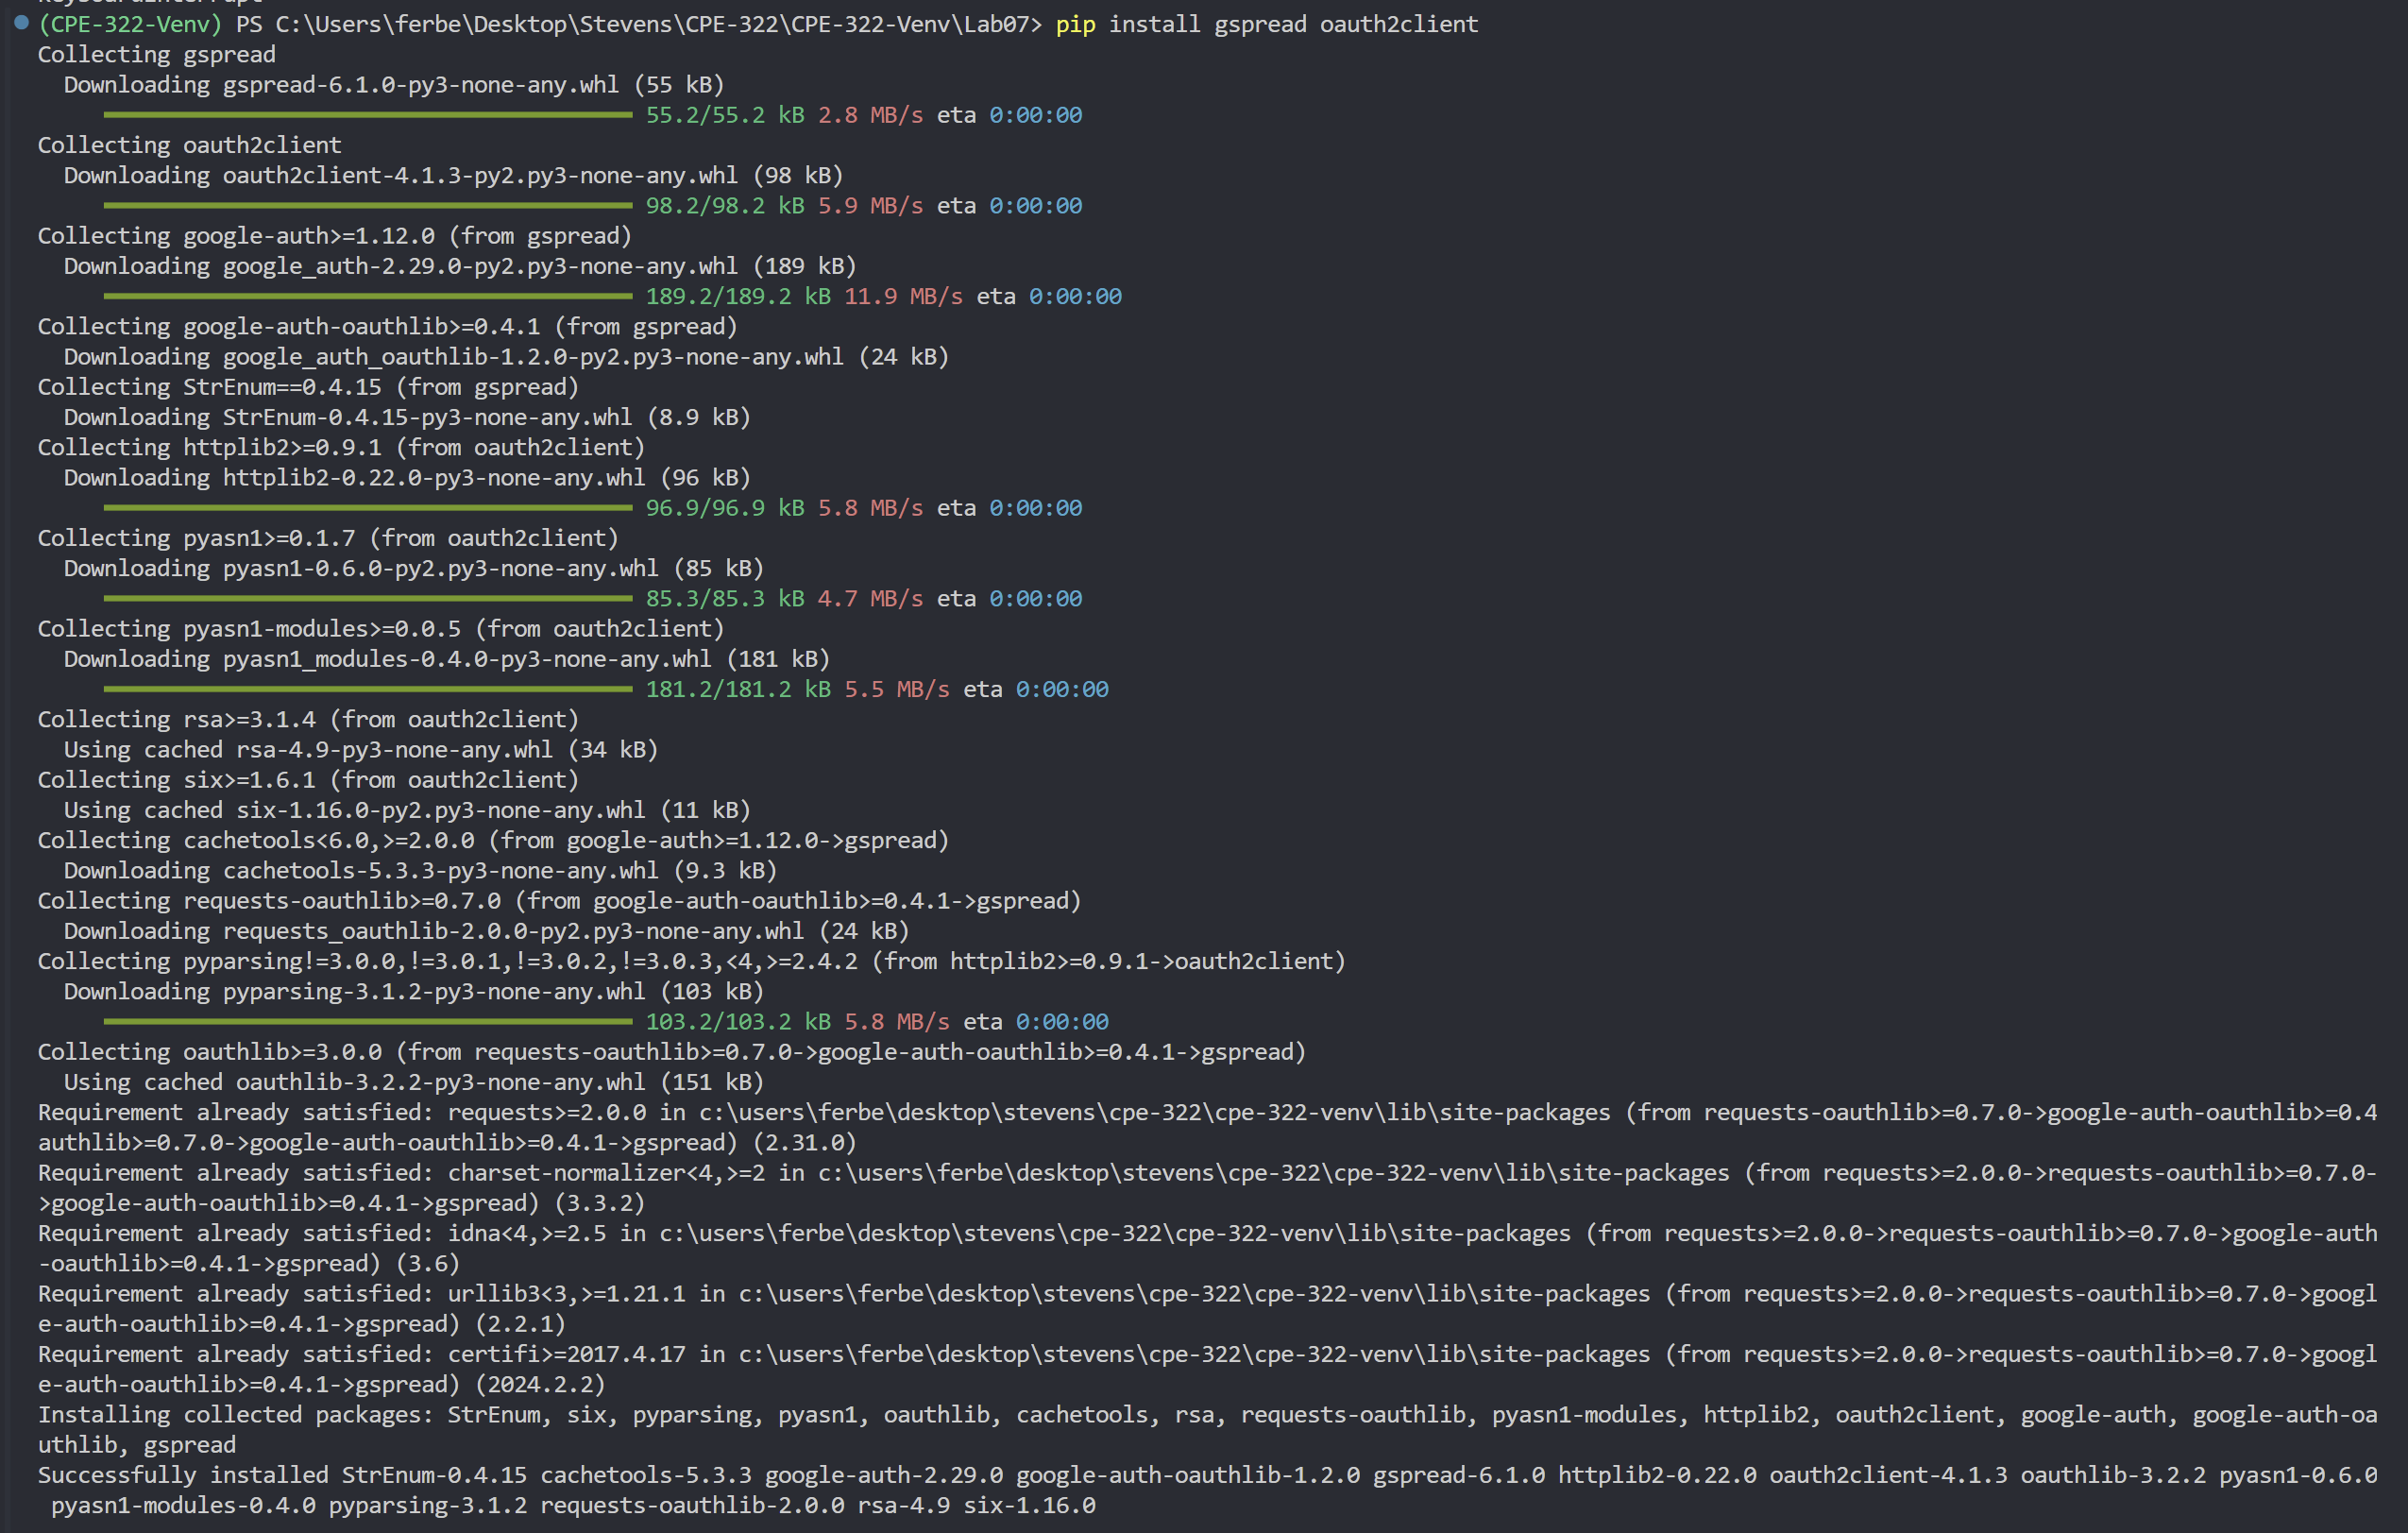 (CPE-322-Venv) PS C:\Users\ferbe\Desktop\Stevens\CPE-322\CPE-322-Venv\Lab07> pip install gspread oauth2client
Collecting gspread
  Downloading gspread-6.1.0-py3-none-any.whl (55 kB)
     55.2/55.2 kB 2.8 MB/s eta 0:00:00
Collecting oauth2client
  Downloading oauth2client-4.1.3-py2.py3-none-any.whl (98 kB)
     98.2/98.2 kB 5.9 MB/s eta 0:00:00
Collecting google-auth>=1.12.0 (from gspread)
  Downloading google_auth-2.29.0-py2.py3-none-any.whl (189 kB)
     189.2/189.2 kB 11.9 MB/s eta 0:00:00
Collecting google-auth-oauthlib>=0.4.1 (from gspread)
  Downloading google_auth_oauthlib-1.2.0-py2.py3-none-any.whl (24 kB)
Collecting StrEnum==0.4.15 (from gspread)
  Downloading StrEnum-0.4.15-py3-none-any.whl (8.9 kB)
Collecting httplib2>=0.9.1 (from oauth2client)
  Downloading httplib2-0.22.0-py3-none-any.whl (96 kB)
     96.9/96.9 kB 5.8 MB/s eta 0:00:00
Collecting pyasn1>=0.1.7 (from oauth2client)
  Downloading pyasn1-0.6.0-py2.py3-none-any.whl (85 kB)
     85.3/85.3 kB 4.7 MB/s eta 0:00:00
Collecting pyasn1-modules>=0.0.5 (from oauth2client)
  Downloading pyasn1_modules-0.4.0-py3-none-any.whl (181 kB)
     181.2/181.2 kB 5.5 MB/s eta 0:00:00
Collecting rsa>=3.1.4 (from oauth2client)
  Using cached rsa-4.9-py3-none-any.whl (34 kB)
Collecting six>=1.6.1 (from oauth2client)
  Using cached six-1.16.0-py2.py3-none-any.whl (11 kB)
Collecting cachetools<6.0,>=2.0.0 (from google-auth>=1.12.0->gspread)
  Downloading cachetools-5.3.3-py3-none-any.whl (9.3 kB)
Collecting requests-oauthlib>=0.7.0 (from google-auth-oauthlib>=0.4.1->gspread)
  Downloading requests_oauthlib-2.0.0-py2.py3-none-any.whl (24 kB)
Collecting pyparsing!=3.0.0,!=3.0.1,!=3.0.2,!=3.0.3,<4,>=2.4.2 (from httplib2>=0.9.1->oauth2client)
  Downloading pyparsing-3.1.2-py3-none-any.whl (103 kB)
     103.2/103.2 kB 5.8 MB/s eta 0:00:00
Collecting oauthlib>=3.0.0 (from requests-oauthlib>=0.7.0->google-auth-oauthlib>=0.4.1->gspread)
  Using cached oauthlib-3.2.2-py3-none-any.whl (151 kB)
Requirement already satisfied: requests>=2.0.0 in c:\users\ferbe\desktop\stevens\cpe-322\cpe-322-venv\lib\site-packages (from requests-oauthlib>=0.7.0->google-auth-oauthlib>=0.4
authlib>=0.7.0->google-auth-oauthlib>=0.4.1->gspread) (2.31.0)
Requirement already satisfied: charset-normalizer<4,>=2 in c:\users\ferbe\desktop\stevens\cpe-322\cpe-322-venv\lib\site-packages (from requests>=2.0.0->requests-oauthlib>=0.7.0-
>google-auth-oauthlib>=0.4.1->gspread) (3.3.2)
Requirement already satisfied: idna<4,>=2.5 in c:\users\ferbe\desktop\stevens\cpe-322\cpe-322-venv\lib\site-packages (from requests>=2.0.0->requests-oauthlib>=0.7.0->google-auth
-oauthlib>=0.4.1->gspread) (3.6)
Requirement already satisfied: urllib3<3,>=1.21.1 in c:\users\ferbe\desktop\stevens\cpe-322\cpe-322-venv\lib\site-packages (from requests>=2.0.0->requests-oauthlib>=0.7.0->googl
e-auth-oauthlib>=0.4.1->gspread) (2.2.1)
Requirement already satisfied: certifi>=2017.4.17 in c:\users\ferbe\desktop\stevens\cpe-322\cpe-322-venv\lib\site-packages (from requests>=2.0.0->requests-oauthlib>=0.7.0->googl
e-auth-oauthlib>=0.4.1->gspread) (2024.2.2)
Installing collected packages: StrEnum, six, pyparsing, pyasn1, oauthlib, cachetools, rsa, requests-oauthlib, pyasn1-modules, httplib2, oauth2client, google-auth, google-auth-oa
uthlib, gspread
Successfully installed StrEnum-0.4.15 cachetools-5.3.3 google-auth-2.29.0 google-auth-oauthlib-1.2.0 gspread-6.1.0 httplib2-0.22.0 oauth2client-4.1.3 oauthlib-3.2.2 pyasn1-0.6.0
 pyasn1-modules-0.4.0 pyparsing-3.1.2 requests-oauthlib-2.0.0 rsa-4.9 six-1.16.0